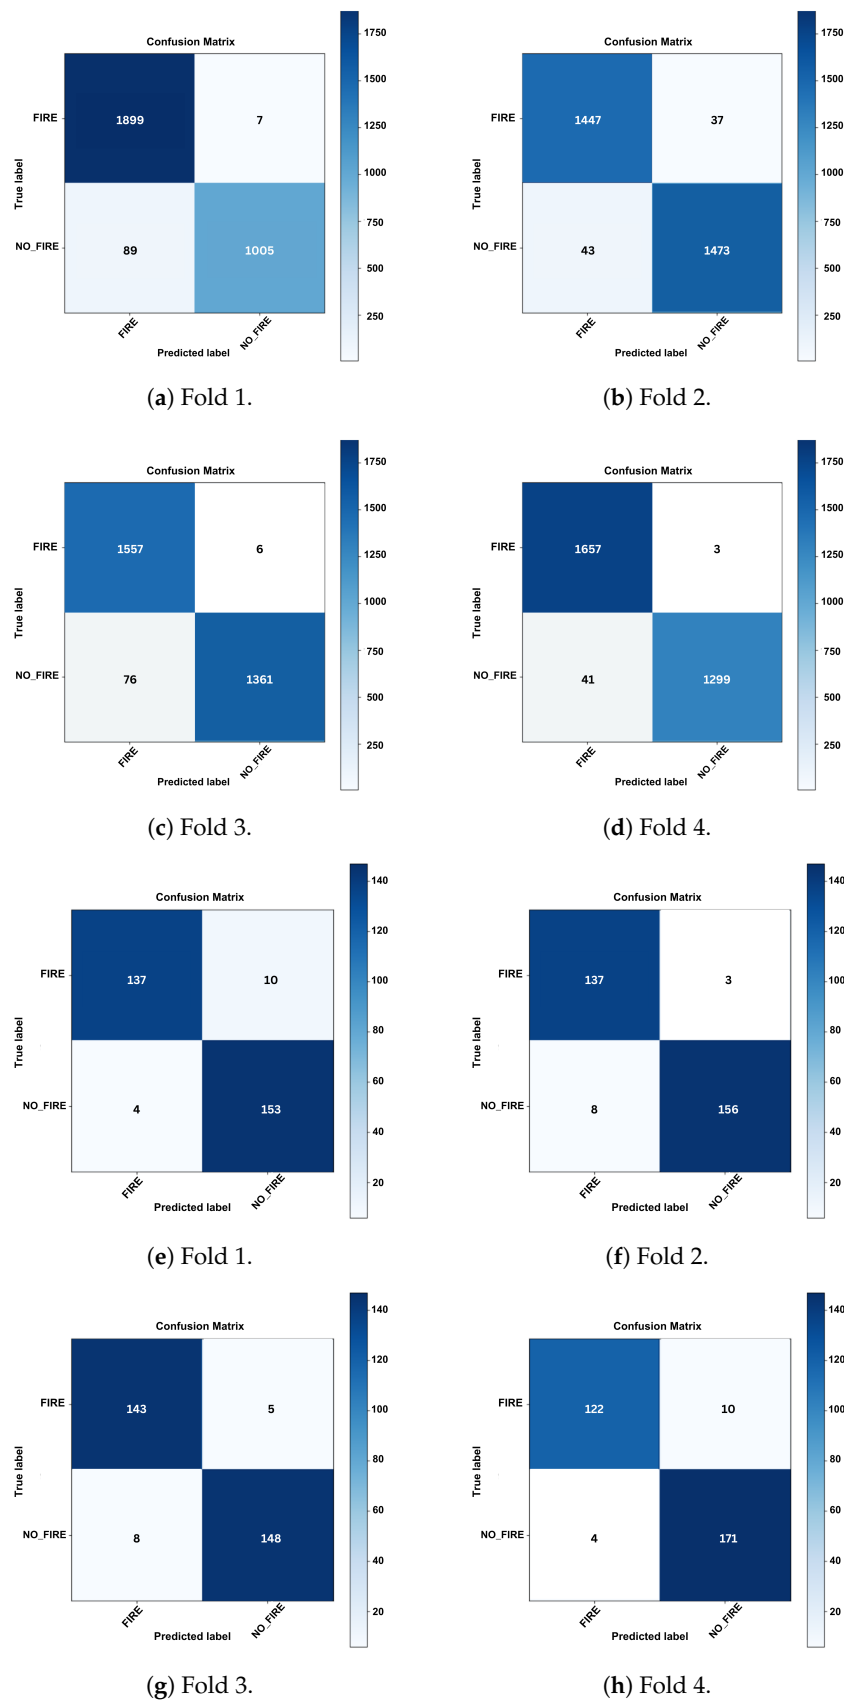 Confusion Matrix
1750
1500
1250
1000
750
500
250
FIRE
NO_FIRE
True label
1899
7
89
1005
FIRE
NO_FIRE
Predicted label
(a) Fold 1.
Confusion Matrix
1750
1500
1250
1000
750
500
250
FIRE
NO_FIRE
True label
1447
37
43
1473
FIRE
NO_FIRE
Predicted label
(b) Fold 2.
Confusion Matrix
1750
1500
1250
1000
750
500
250
FIRE
NO_FIRE
True label
1557
6
76
1361
FIRE
NO_FIRE
Predicted label
(c) Fold 3.
Confusion Matrix
1750
1500
1250
1000
750
500
250
FIRE
NO_FIRE
True label
1657
3
41
1299
FIRE
NO_FIRE
Predicted label
(d) Fold 4.
Confusion Matrix
140
120
100
80
60
40
20
FIRE
NO_FIRE
True label
137
10
4
153
FIRE
NO_FIRE
Predicted label
(e) Fold 1.
Confusion Matrix
140
120
100
80
60
40
20
FIRE
NO_FIRE
True label
137
3
8
156
FIRE
NO_FIRE
Predicted label
(f) Fold 2.
Confusion Matrix
140
120
100
80
60
40
20
FIRE
NO_FIRE
True label
143
5
8
148
FIRE
NO_FIRE
Predicted label
(g) Fold 3.
Confusion Matrix
140
120
100
80
60
40
20
FIRE
NO_FIRE
True label
122
10
4
171
FIRE
NO_FIRE
Predicted label
(h) Fold 4.